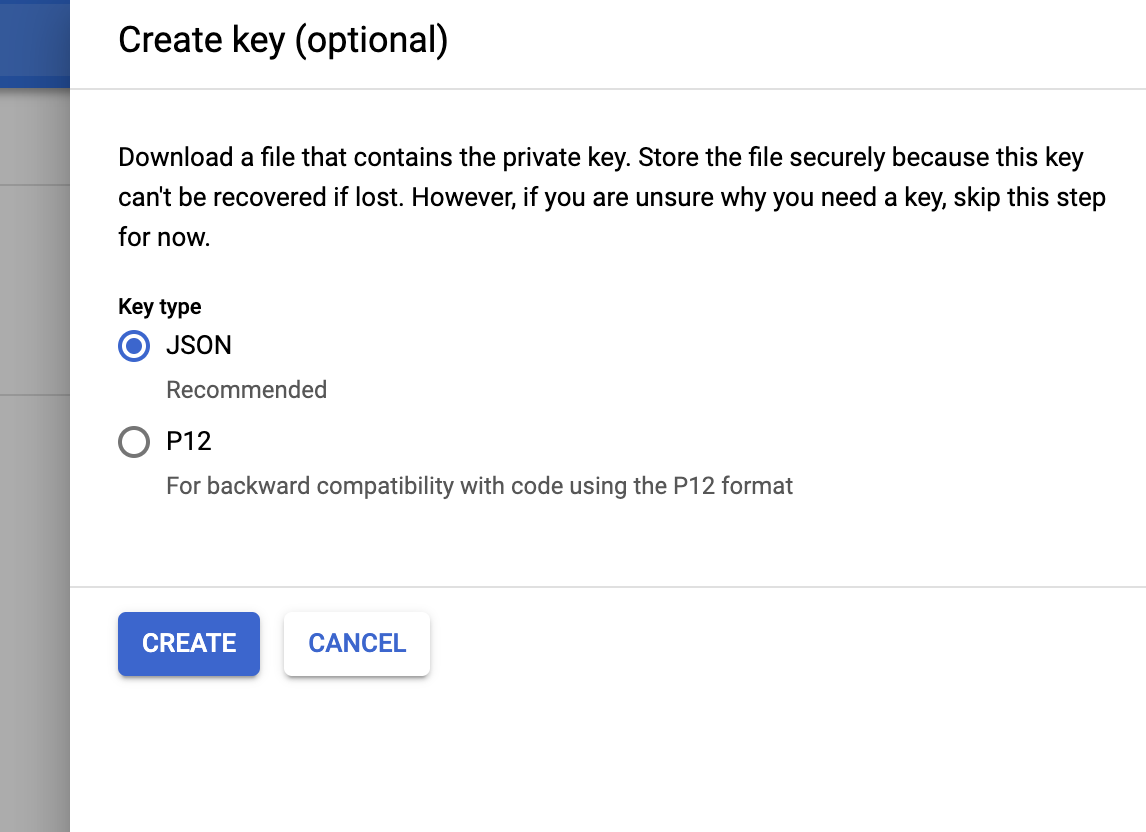 Create key (optional)
Download a file that contains the private key. Store the file securely because this key
can't be recovered if lost. However, if you are unsure why you need a key, skip this step
for now.
Key type
JSON
Recommended
P12
For backward compatibility with code using the P12 format
CREATE CANCEL